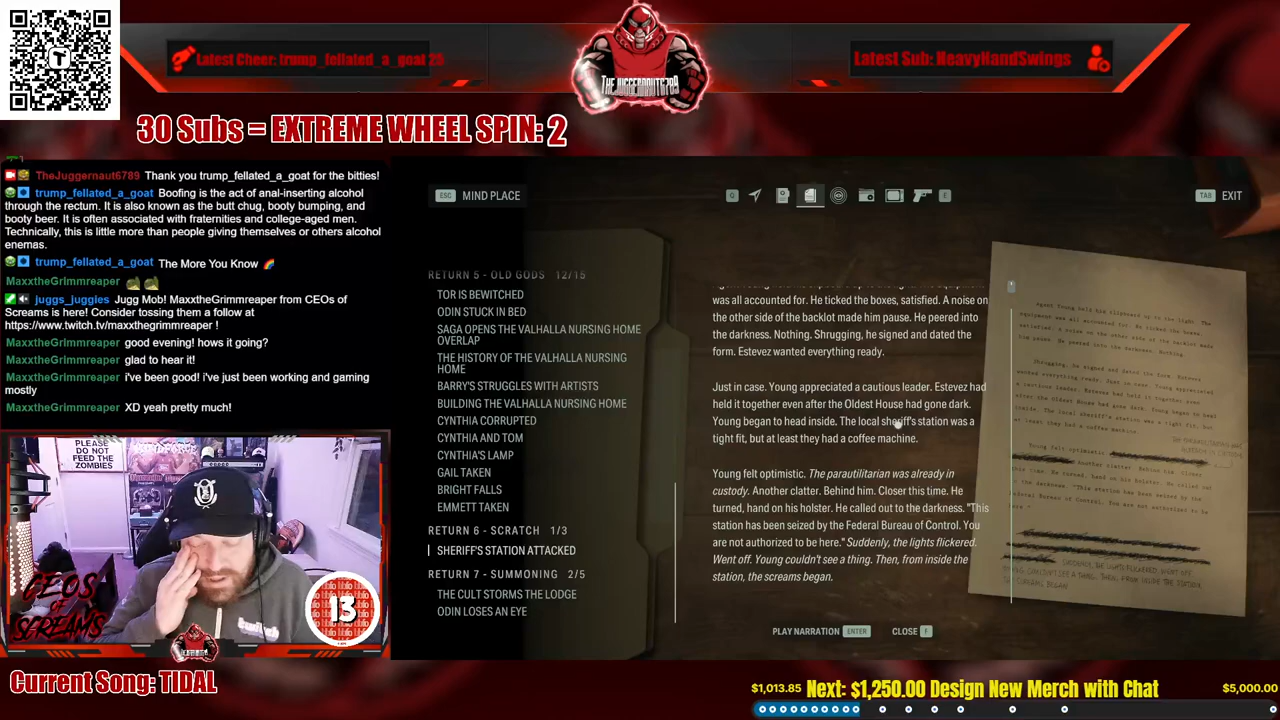 Latest Cheer: trump_fellated_a_goat 25
THEJUGGERNAUT6789
Latest Sub: HeavyHandSwings
30 Subs = EXTREME WHEEL SPIN: 2
TheJuggernaut6789 Thank you trump_fellated_a_goat for the bitties!
trump_fellated_a_goat Boofing is the act of anal-inserting alcohol
through the rectum. It is also known as the butt chug, booty bumping, and
booty beer. It is often associated with fraternities and college-aged men.
Technically, this is little more than people giving themselves or others alcohol
enemas.
trump_fellated_a_goat The More You Know 🌈
MaxxtheGrimmreaper
juggs_juggies Jugg Mob! MaxxtheGrimmreaper from CEOs of
Screams is here! Consider tossing them a follow at
https://www.twitch.tv/maxxthegrimmreaper !
MaxxtheGrimmreaper good evening! hows it going?
MaxxtheGrimmreaper glad to hear it!
MaxxtheGrimmreaper i've been good! i've just been working and gaming
mostly
MaxxtheGrimmreaper XD yeah pretty much!
ESC MIND PLACE
Q
E
TAB EXIT
RETURN 5 - OLD GODS 12/15
TOR IS BEWITCHED
ODIN STUCK IN BED
SAGA OPENS THE VALHALLA NURSING HOME
OVERLAP
THE HISTORY OF THE VALHALLA NURSING
HOME
BARRY'S STRUGGLES WITH ARTISTS
BUILDING THE VALHALLA NURSING HOME
CYNTHIA CORRUPTED
CYNTHIA AND TOM
CYNTHIA'S LAMP
GAIL TAKEN
BRIGHT FALLS
EMMETT TAKEN
RETURN 6 - SCRATCH 1/3
SHERIFF'S STATION ATTACKED
RETURN 7 - SUMMONING 2/5
THE CULT STORMS THE LODGE
ODIN LOSES AN EYE
was all accounted for. He ticked the boxes, satisfied. A noise on
the other side of the backlot made him pause. He peered into
the darkness. Nothing. Shrugging, he signed and dated the
form. Estevez wanted everything ready.
Just in case. Young appreciated a cautious leader. Estevez had
held it together even after the Oldest House had gone dark.
Young began to head inside. The local sheriff's station was a
tight fit, but at least they had a coffee machine.
Young felt optimistic. The parautilitarian was already in
custody. Another clatter. Behind him. Closer this time. He
turned, hand on his holster. He called out to the darkness. "This
station has been seized by the Federal Bureau of Control. You
are not authorized to be here." Suddenly, the lights flickered.
Went off. Young couldn't see a thing. Then, from inside the
station, the screams began.
PLAY NARRATION ENTER
CLOSE F
PLEASE
DO NOT
FEED THE
ZOMBIES
CEOS
OF
SCREAMS
13
twitch
Current Song: TIDAL
$1,013.85 Next: $1,250.00 Design New Merch with Chat $5,000.00